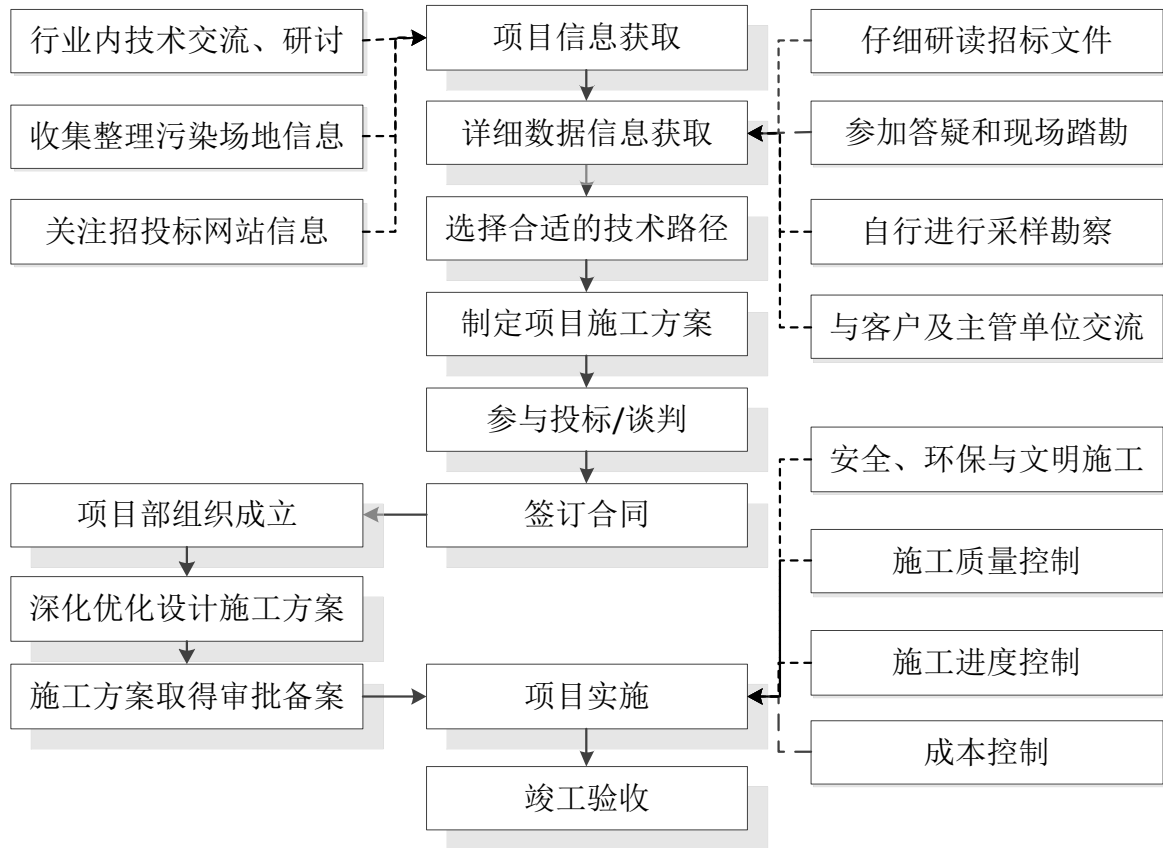 行业内技术交流、研讨
项目信息获取
仔细研读招标文件
收集整理污染场地信息
详细数据信息获取
参加答疑和现场踏勘
关注招投标网站信息
选择合适的技术路径
自行进行采样勘察
制定项目施工方案
与客户及主管单位交流
参与投标/谈判
安全、环保与文明施工
项目部组织成立
签订合同
施工质量控制
深化优化设计施工方案
施工进度控制
施工方案取得审批备案
项目实施
成本控制
竣工验收